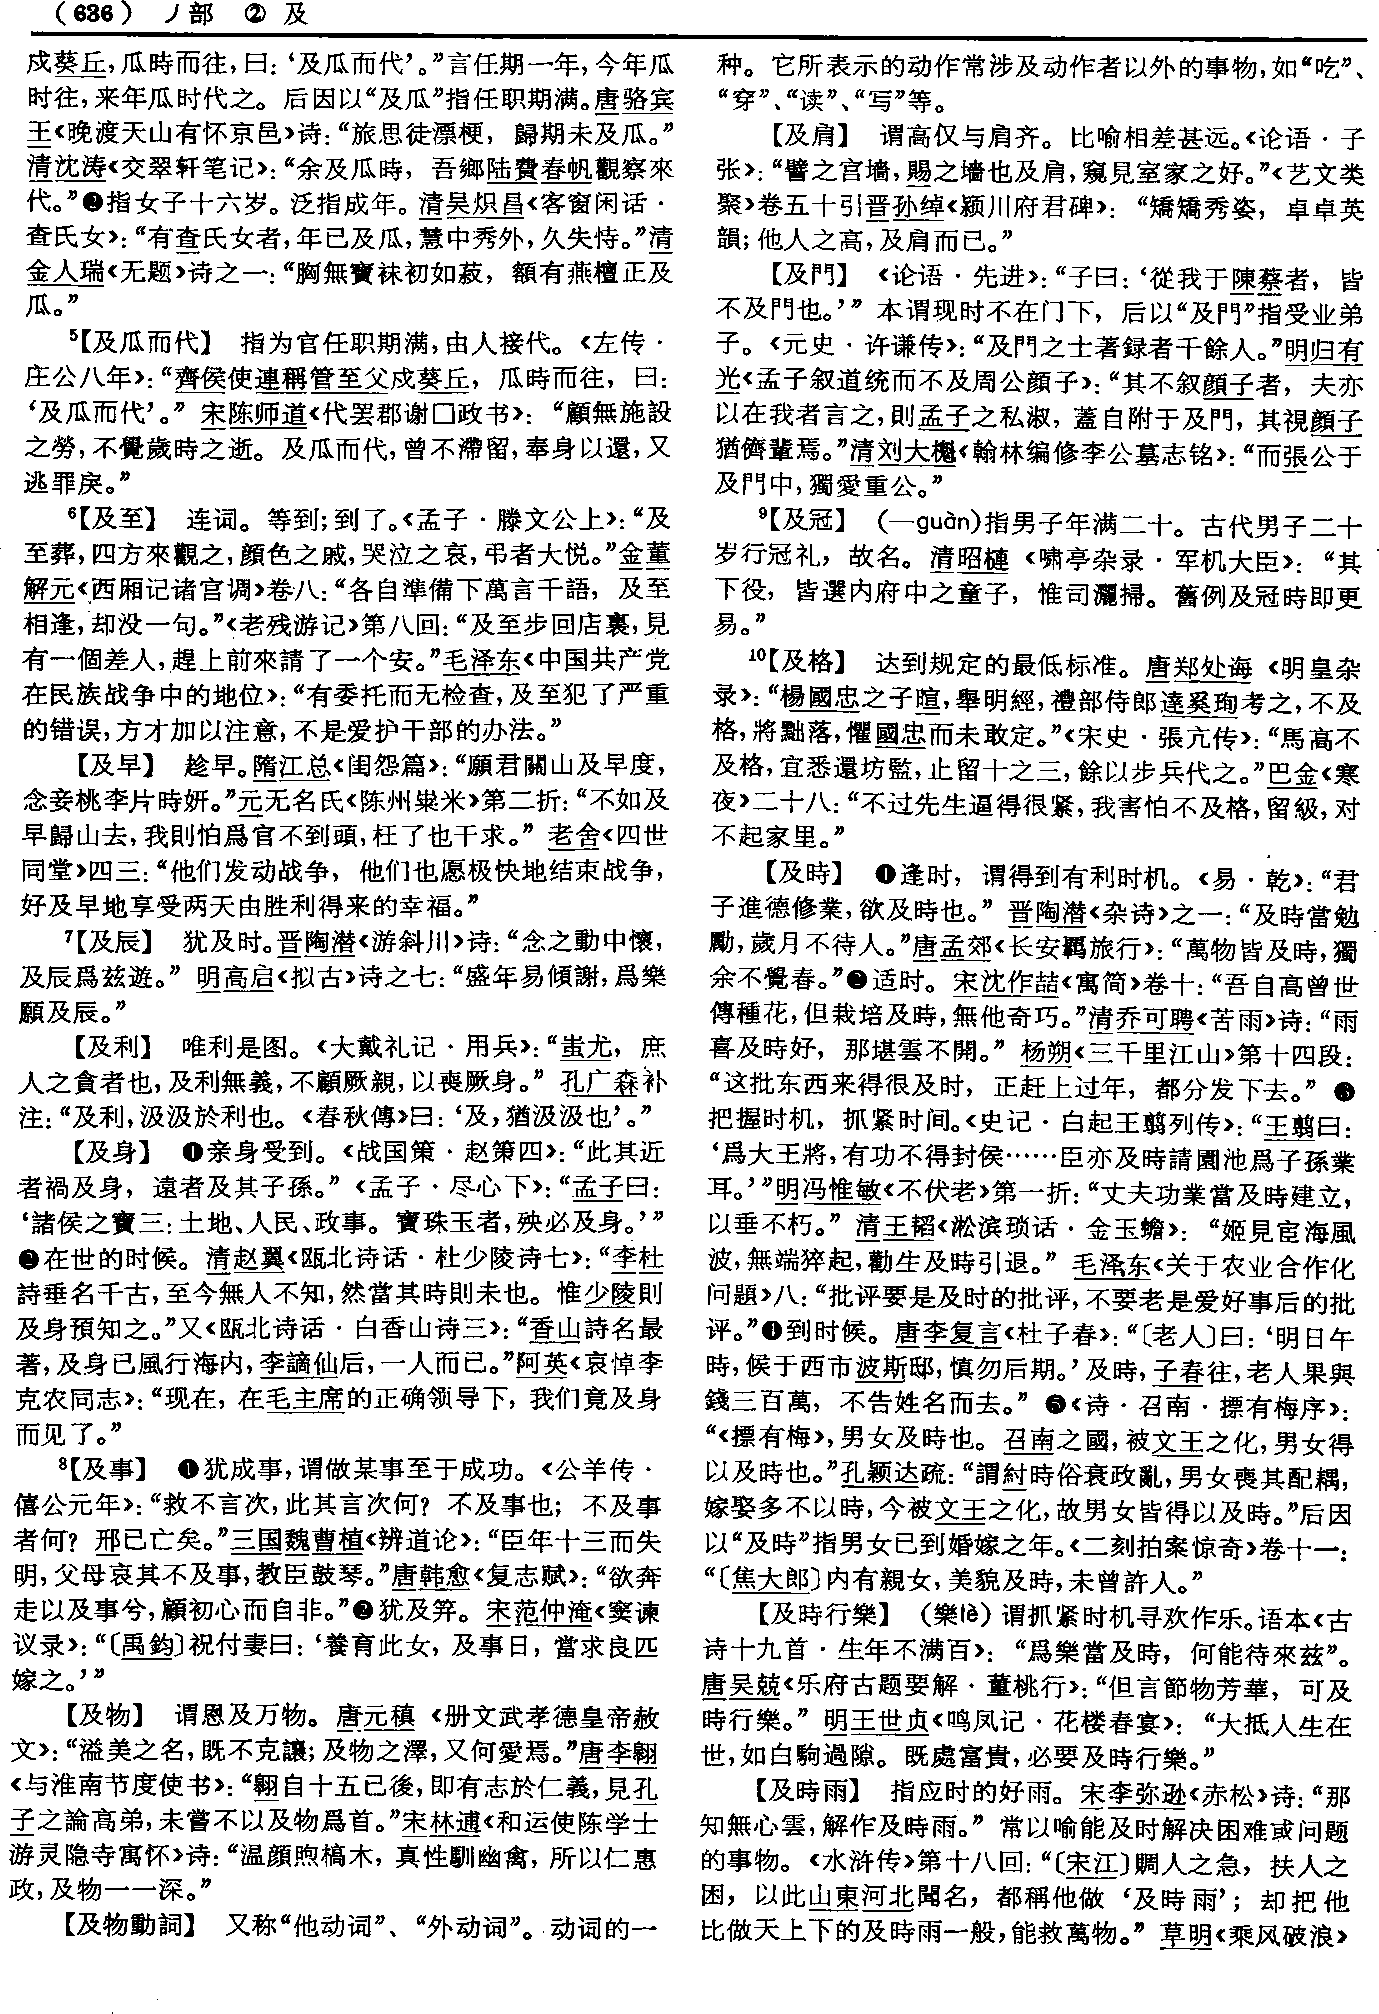 （636） 丿部 ② 及
戍葵丘，瓜時而往，曰：‘及瓜而代’。”言任期一年，今年瓜
时往，来年瓜时代之。后因以“及瓜”指任职期满。唐骆宾
王《晚渡天山有怀京邑》诗：“旅思徒漂梗，歸期未及瓜。”
清沈涛《交翠轩笔记》：“余及瓜時，吾鄉陆費春帆觀察來
代。”❷指女子十六岁。泛指成年。清吴炽昌《客窗闲话·
查氏女》：“有查氏女者，年已及瓜，慧中秀外，久失恃。”清
金人瑞《无题》诗之一：“胸無寶袜初如菽，額有燕檀正及
瓜。”
⁵【及瓜而代】 指为官任职期满，由人接代。《左传·
庄公八年》：“齊侯使連稱管至父戍葵丘，瓜時而往，曰：
‘及瓜而代’。” 宋陈师道《代罢郡谢□政书》：“顧無施設
之勞，不覺歲時之逝。及瓜而代，曾不滯留，奉身以還，又
逃罪戾。”
⁶【及至】 连词。等到；到了。《孟子·滕文公上》：“及
至葬，四方來觀之，顔色之戚，哭泣之哀，弔者大悦。”金董
解元《西厢记诸宫调》卷八：“各自準備下萬言千語，及至
相逢，却没一句。”《老残游记》第八回：“及至步回店裏，見
有一個差人，趕上前來請了一个安。”毛泽东《中国共产党
在民族战争中的地位》：“有委托而无检查，及至犯了严重
的错误，方才加以注意，不是爱护干部的办法。”
【及早】 趁早。隋江总《闺怨篇》：“願君關山及早度，
念妾桃李片時妍。”元无名氏《陈州粜米》第二折：“不如及
早歸山去，我則怕爲官不到頭，枉了也干求。” 老舍《四世
同堂》四三：“他们发动战争，他们也愿极快地结束战争，
好及早地享受两天由胜利得来的幸福。”
⁷【及辰】 犹及时。晋陶潜《游斜川》诗：“念之動中懷，
及辰爲兹遊。” 明高启《拟古》诗之七：“盛年易傾謝，爲樂
願及辰。”
【及利】 唯利是图。《大戴礼记·用兵》：“蚩尤，庶
人之貪者也，及利無義，不顧厥親，以喪厥身。” 孔广森补
注：“及利，汲汲於利也。《春秋傳》曰：‘及，猶汲汲也’。”
【及身】 ❶亲身受到。《战国策·赵策四》：“此其近
者禍及身，遠者及其子孫。”《孟子·尽心下》：“孟子曰：
‘諸侯之寶三：土地、人民、政事。寶珠玉者，殃必及身。’”
❷在世的时候。清赵翼《瓯北诗话·杜少陵诗七》：“李杜
詩垂名千古，至今無人不知，然當其時則未也。惟少陵則
及身預知之。”又《瓯北诗话·白香山诗三》：“香山詩名最
著，及身已風行海内，李謫仙后，一人而已。”阿英《哀悼李
克农同志》：“现在，在毛主席的正确领导下，我们竟及身
而见了。”
⁸【及事】 ❶犹成事，谓做某事至于成功。《公羊传·
僖公元年》：“救不言次，此其言次何？不及事也；不及事
者何？邢已亡矣。”三国魏曹植《辨道论》：“臣年十三而失
明，父母哀其不及事，教臣鼓琴。”唐韩愈《复志赋》：“欲奔
走以及事兮，顧初心而自非。”❷犹及笄。宋范仲淹《窦谏
议录》：“〔禹鈞〕祝付妻曰：‘養育此女，及事日，當求良匹
嫁之。’”
【及物】 谓恩及万物。唐元稹《册文武孝德皇帝赦
文》：“溢美之名，既不克讓；及物之澤，又何愛焉。”唐李翱
《与淮南节度使书》：“翱自十五已後，即有志於仁義，見孔
子之論高弟，未嘗不以及物爲首。”宋林逋《和运使陈学士
游灵隐寺寓怀》诗：“温顔煦槁木，真性馴幽禽，所以仁惠
政，及物一一深。”
【及物動詞】 又称“他动词”、“外动词”。动词的一
种。它所表示的动作常涉及动作者以外的事物，如“吃”、
“穿”、“读”、“写”等。
【及肩】 谓高仅与肩齐。比喻相差甚远。《论语·子
张》：“譬之宫墙，賜之墻也及肩，窺見室家之好。”《艺文类
聚》卷五十引晋孙绰《颍川府君碑》：“矯矯秀姿，卓卓英
韻；他人之高，及肩而已。”
【及門】 《论语·先进》：“子曰：‘從我于陳蔡者，皆
不及門也。’” 本谓现时不在门下，后以“及門”指受业弟
子。《元史·许谦传》：“及門之士著録者千餘人。”明归有
光《孟子叙道统而不及周公顔子》：“其不叙顔子者，夫亦
以在我者言之，則孟子之私淑，蓋自附于及門，其視顔子
猶儕輩焉。”清刘大櫆《翰林编修李公墓志铭》：“而張公于
及門中，獨愛重公。”
⁹【及冠】 （—guàn）指男子年满二十。古代男子二十
岁行冠礼，故名。清昭梿《啸亭杂录·军机大臣》：“其
下役，皆選内府中之童子，惟司灑掃。舊例及冠時即更
易。”
¹⁰【及格】 达到规定的最低标准。唐郑处诲《明皇杂
录》：“楊國忠之子暄，舉明經，禮部侍郎達奚珣考之，不及
格，將黜落，懼國忠而未敢定。”《宋史·張亢传》：“馬高不
及格，宜悉還坊監，止留十之三，餘以步兵代之。”巴金《寒
夜》二十八：“不过先生逼得很紧，我害怕不及格，留級，对
不起家里。”
【及時】 ❶逢时，谓得到有利时机。《易·乾》：“君
子進德修業，欲及時也。” 晋陶潜《杂诗》之一：“及時當勉
勵，歲月不待人。”唐孟郊《长安羁旅行》：“萬物皆及時，獨
余不覺春。”❷适时。宋沈作喆《寓简》卷十：“吾自高曾世
傳種花，但栽培及時，無他奇巧。”清乔可聘《苦雨》诗：“雨
喜及時好，那堪雲不開。” 杨朔《三千里江山》第十四段：
“这批东西来得很及时，正赶上过年，都分发下去。” ❸
把握时机，抓紧时间。《史记·白起王翦列传》：“王翦曰：
‘爲大王將，有功不得封侯……臣亦及時請園池爲子孫業
耳。’”明冯惟敏《不伏老》第一折：“丈夫功業當及時建立，
以垂不朽。” 清王韬《淞滨琐话·金玉蟾》：“姬見宦海風
波，無端猝起，勸生及時引退。” 毛泽东《关于农业合作化
问题》八：“批评要是及时的批评，不要老是爱好事后的批
评。”❹到时候。唐李复言《杜子春》：“〔老人〕曰：‘明日午
時，候于西市波斯邸，慎勿后期。’及時，子春往，老人果與
錢三百萬，不告姓名而去。” ❺《诗·召南·摽有梅序》：
“《摽有梅》，男女及時也。召南之國，被文王之化，男女得
以及時也。”孔颖达疏：“謂紂時俗衰政亂，男女喪其配耦，
嫁娶多不以時，今被文王之化，故男女皆得以及時。”后因
以“及時”指男女已到婚嫁之年。《二刻拍案惊奇》卷十一：
“〔焦大郎〕内有親女，美貌及時，未曾許人。”
【及時行樂】 （樂lè）谓抓紧时机寻欢作乐。语本《古
诗十九首·生年不满百》：“爲樂當及時，何能待來兹”。
唐吴兢《乐府古题要解·董桃行》：“但言節物芳華，可及
時行樂。” 明王世贞《鸣凤记·花楼春宴》：“大抵人生在
世，如白駒過隙。既處富貴，必要及時行樂。”
【及時雨】 指应时的好雨。宋李弥逊《赤松》诗：“那
知無心雲，解作及時雨。” 常以喻能及时解决困难或问题
的事物。《水浒传》第十八回：“〔宋江〕賙人之急，扶人之
困，以此山東河北聞名，都稱他做‘及時雨’；却把他
比做天上下的及時雨一般，能救萬物。” 草明《乘风破浪》